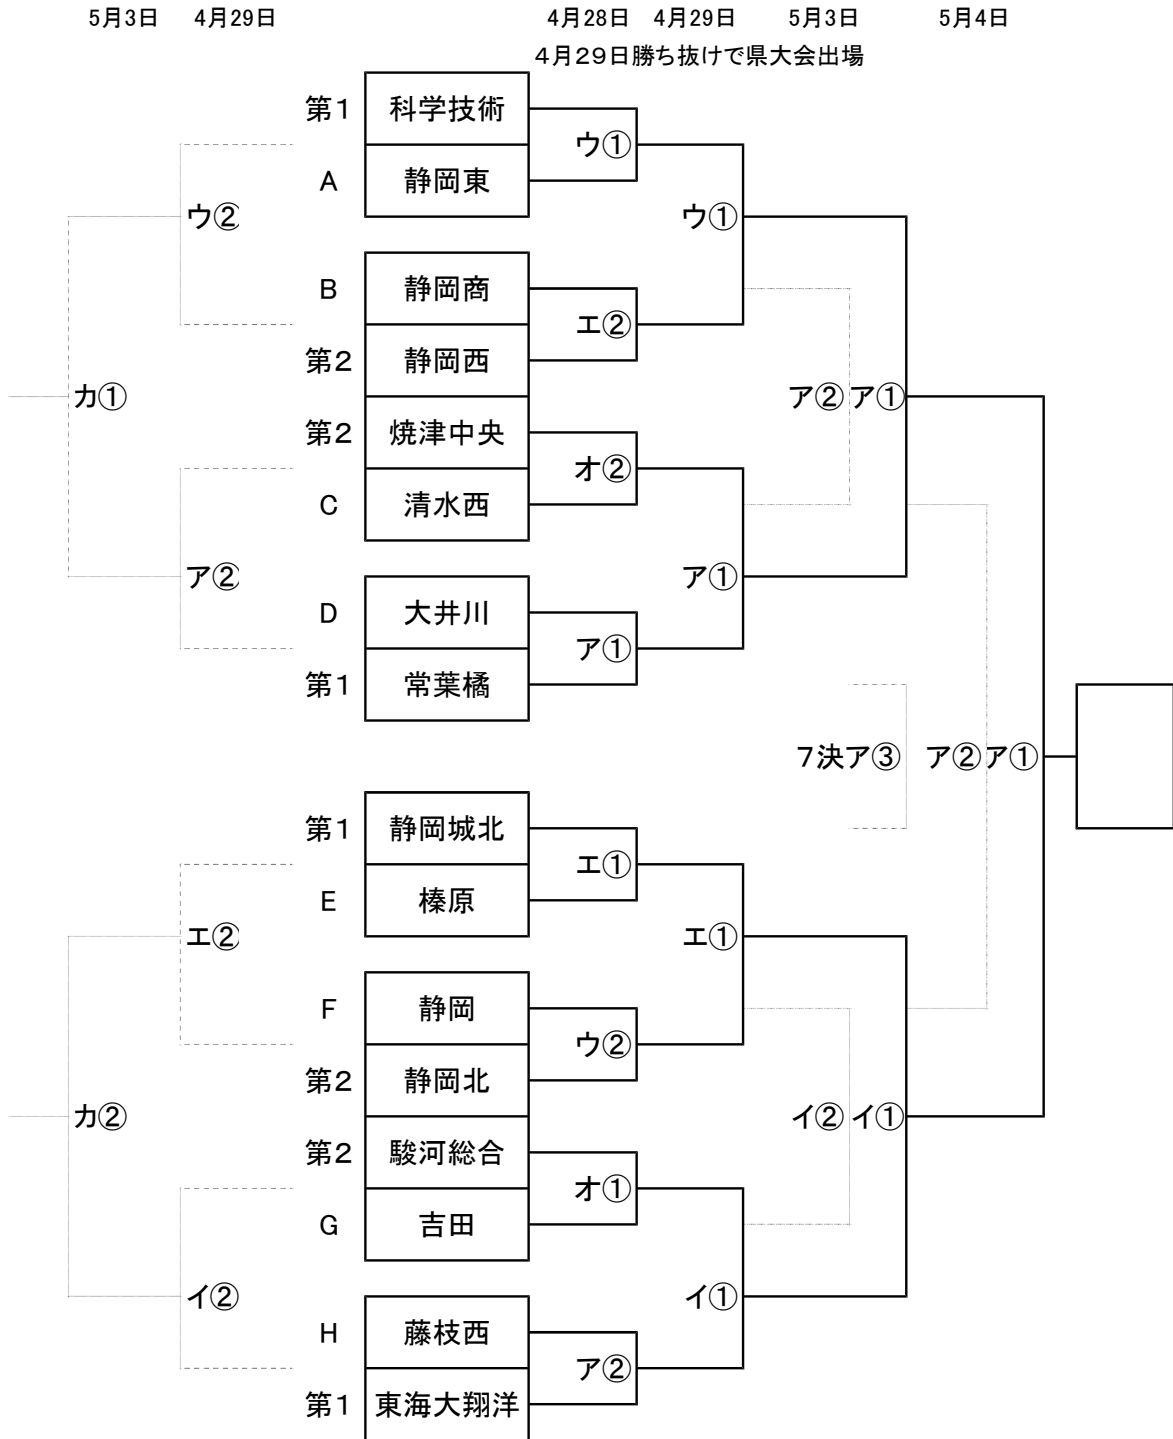 5月3日 4月29日 4月28日 4月29日 5月3日 5月4日
4月29日勝ち抜けで県大会出場
第1 科学技術
ウ①
A 静岡東
ウ② ウ①
B 静岡商
エ②
第2 静岡西
カ① ア② ア①
第2 焼津中央
オ②
C 清水西
ア② ア①
D 大井川
ア①
第1 常葉橘
7決ア③ ア② ア①
第1 静岡城北
エ①
E 榛原
エ② エ①
F 静岡
ウ②
第2 静岡北
カ② イ② イ①
第2 駿河総合
オ①
G 吉田
イ② イ①
H 藤枝西
ア②
第1 東海大翔洋